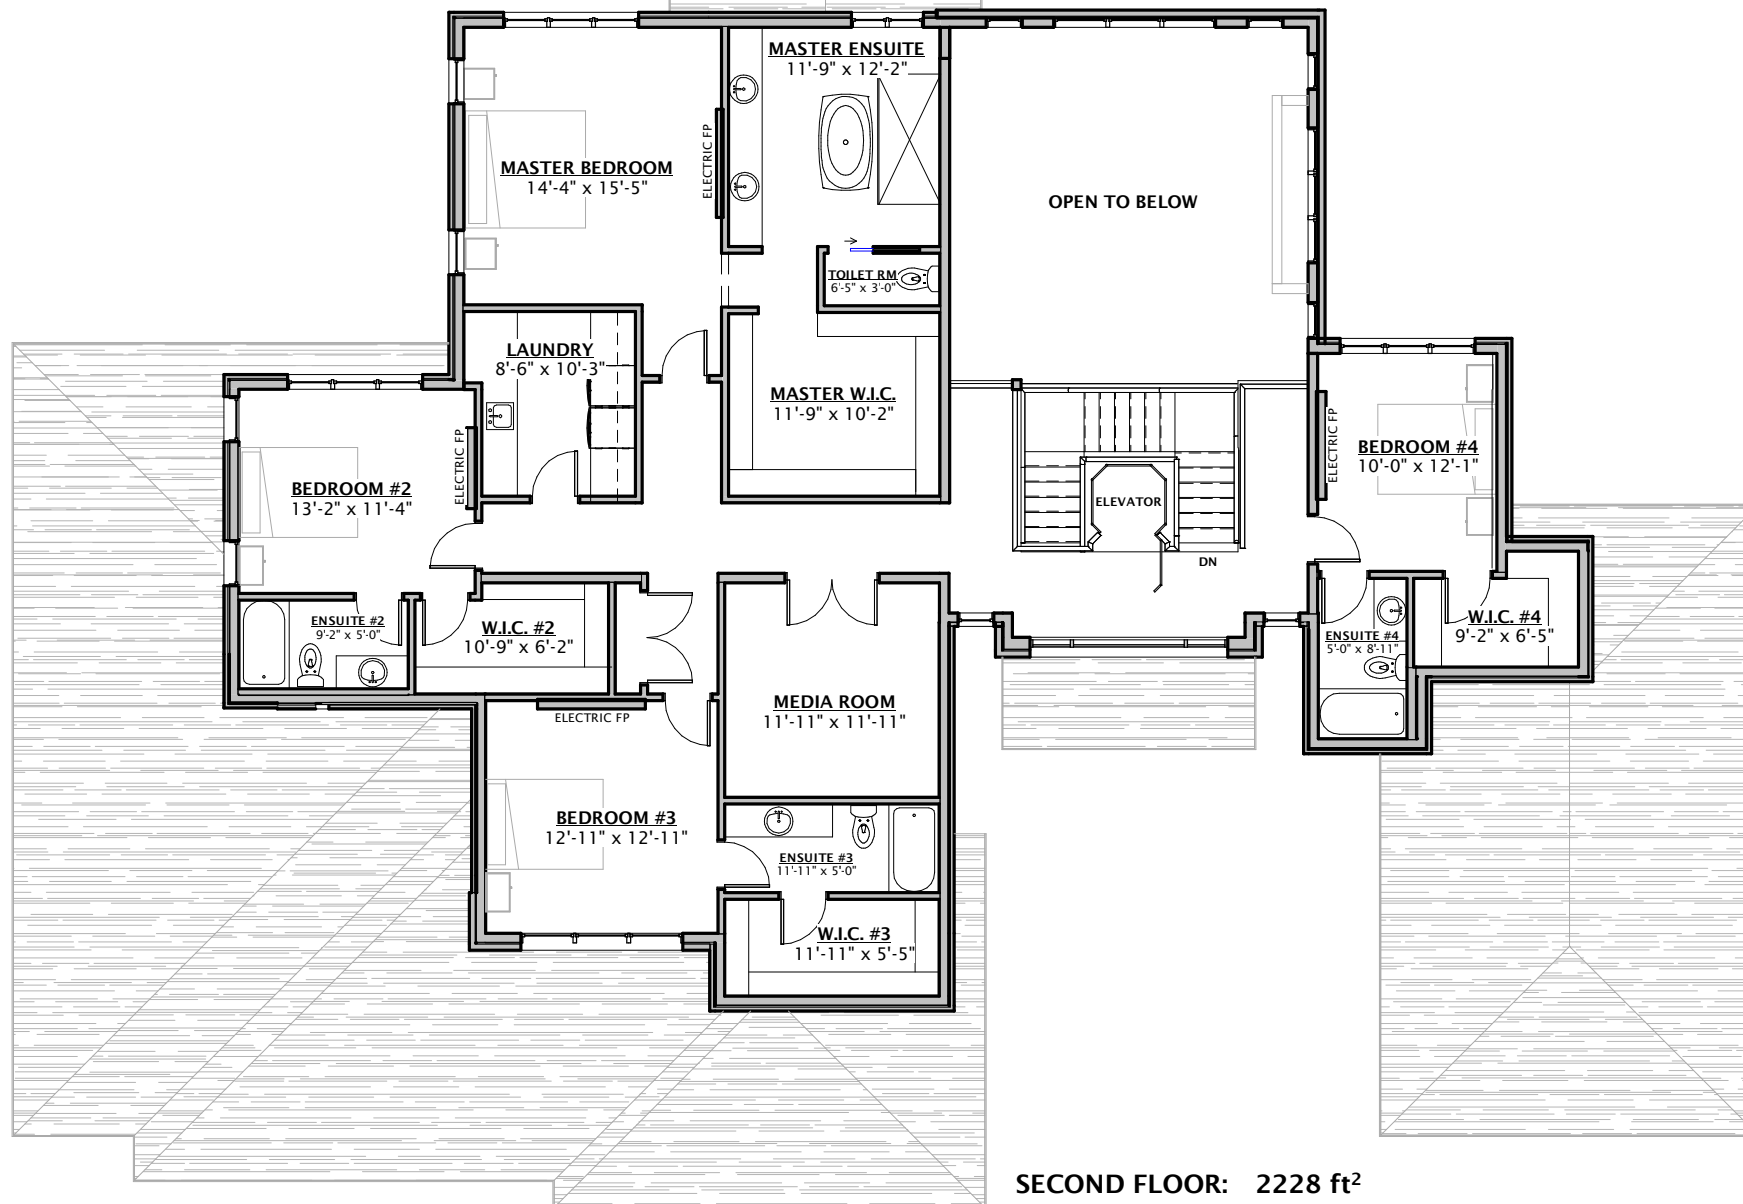 MASTER ENSUITE
11'-9" x 12'-2"
ELECTRIC FP
MASTER BEDROOM
14'-4" x 15'-5"
OPEN TO BELOW
TOILET RM
6'-5" x 3'-0"
LAUNDRY
8'-6" x 10'-3"
MASTER W.I.C.
11'-9" x 10'-2"
ELECTRIC FP
BEDROOM #4
10'-0" x 12'-1"
ELECTRIC FP
BEDROOM #2
13'-2" x 11'-4"
ELEVATOR
DN
ENSUITE #2
9'-2" x 5'-0"
W.I.C. #2
10'-9" x 6'-2"
W.I.C. #4
9'-2" x 6'-5"
ENSUITE #4
5'-0" x 8'-11"
MEDIA ROOM
11'-11" x 11'-11"
ELECTRIC FP
BEDROOM #3
12'-11" x 12'-11"
ENSUITE #3
11'-11" x 5'-0"
W.I.C. #3
11'-11" x 5'-5"
SECOND FLOOR: 2228 ft²